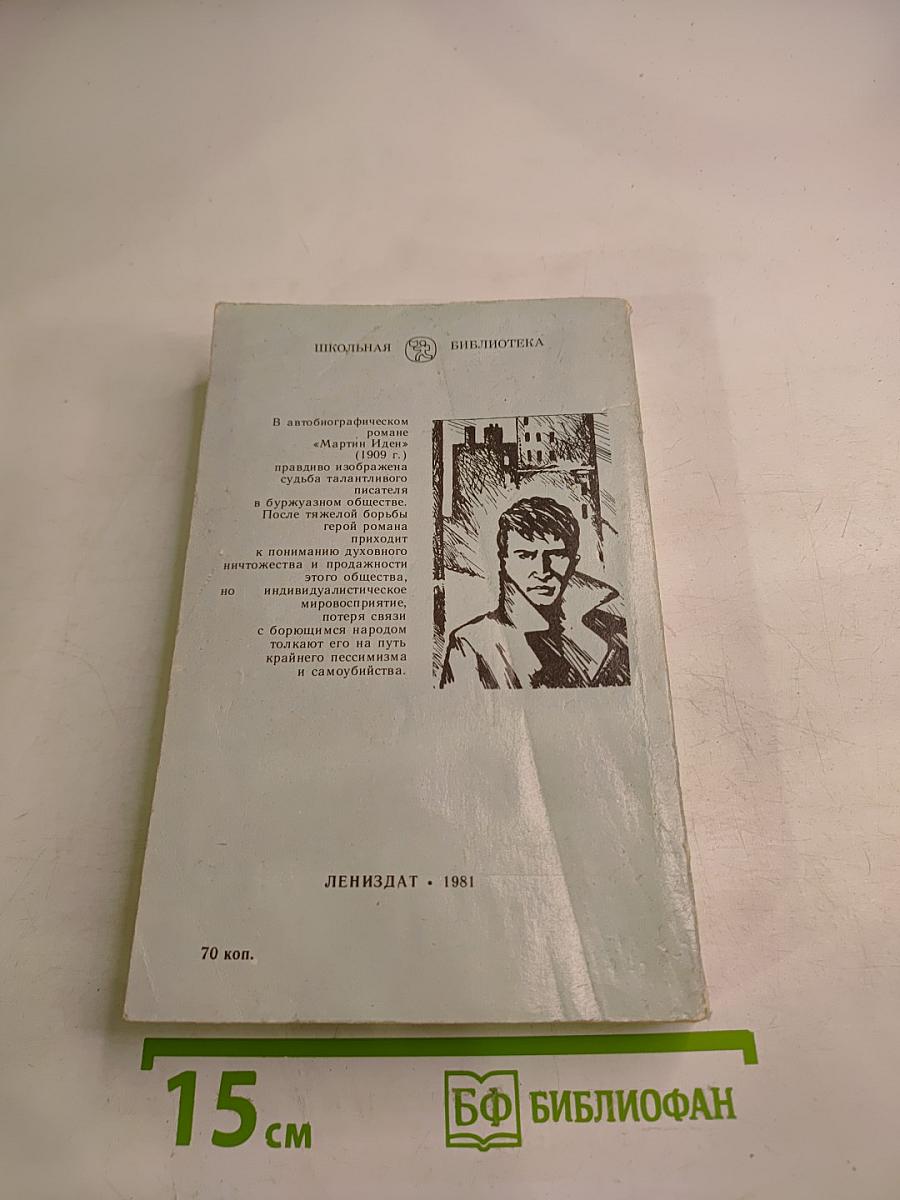 ШКОЛЬНАЯ БИБЛИОТЕКА
В автобиографическом
романе
«Мартин Иден»
(1909 г.)
правдиво изображена
судьба талантливого
писателя
в буржуазном обществе.
После тяжелой борьбы
герой романа
приходит
к пониманию духовного
ничтожества и продажности
этого общества,
но индивидуалистическое
мировосприятие,
потеря связи
с борющимся народом
толкают его на путь
крайнего пессимизма
и самоубийства.
ЛЕНИЗДАТ • 1981
70 коп.
15 см
БФ БИБЛИОФАН